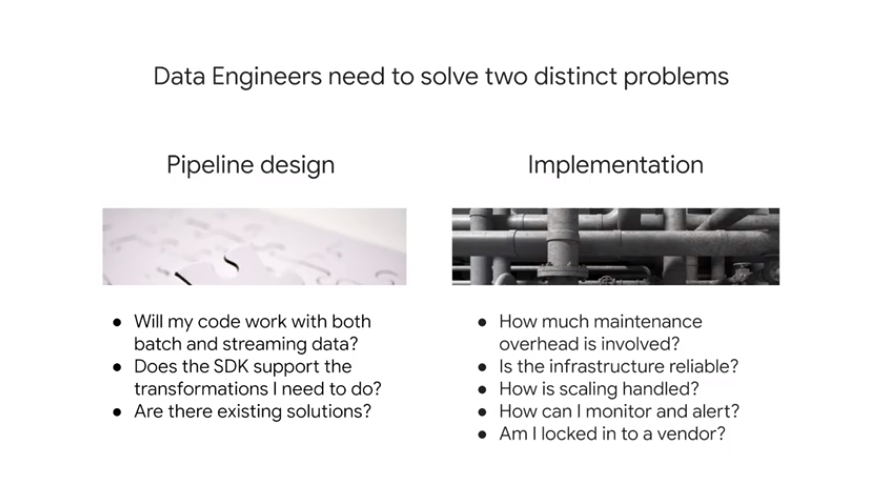 Data Engineers need to solve two distinct problems
Pipeline design
● Will my code work with both
batch and streaming data?
● Does the SDK support the
transformations I need to do?
● Are there existing solutions?
Implementation
● How much maintenance
overhead is involved?
● Is the infrastructure reliable?
● How is scaling handled?
● How can I monitor and alert?
● Am I locked in to a vendor?